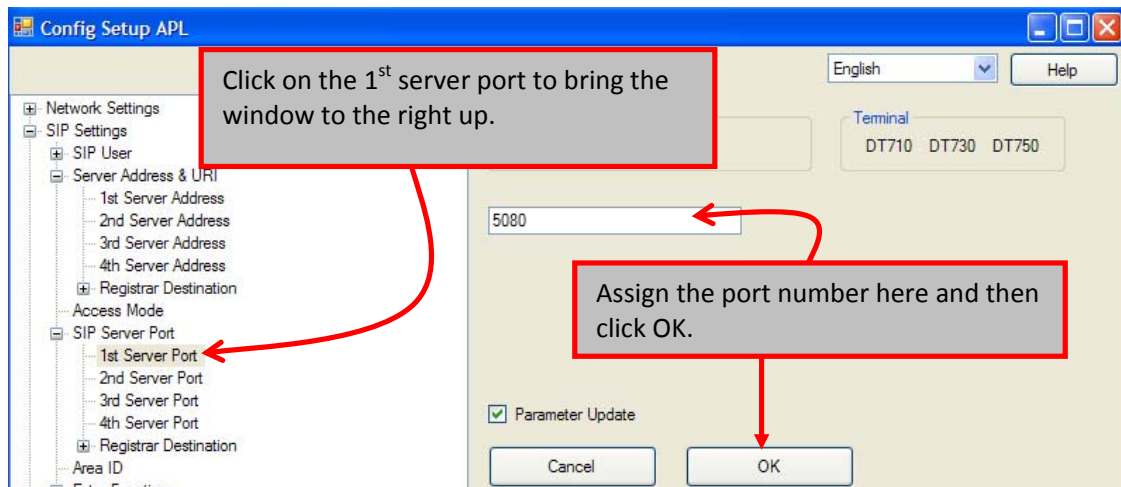 Config Setup APL
English
Help
Click on the 1st server port to bring the
window to the right up.
Network Settings
SIP Settings
SIP User
Server Address & URI
1st Server Address
2nd Server Address
3rd Server Address
4th Server Address
Registrar Destination
Access Mode
SIP Server Port
1st Server Port
2nd Server Port
3rd Server Port
4th Server Port
Registrar Destination
Area ID
Terminal
DT710 DT730 DT750
5080
Assign the port number here and then
click OK.
Parameter Update
Cancel
OK